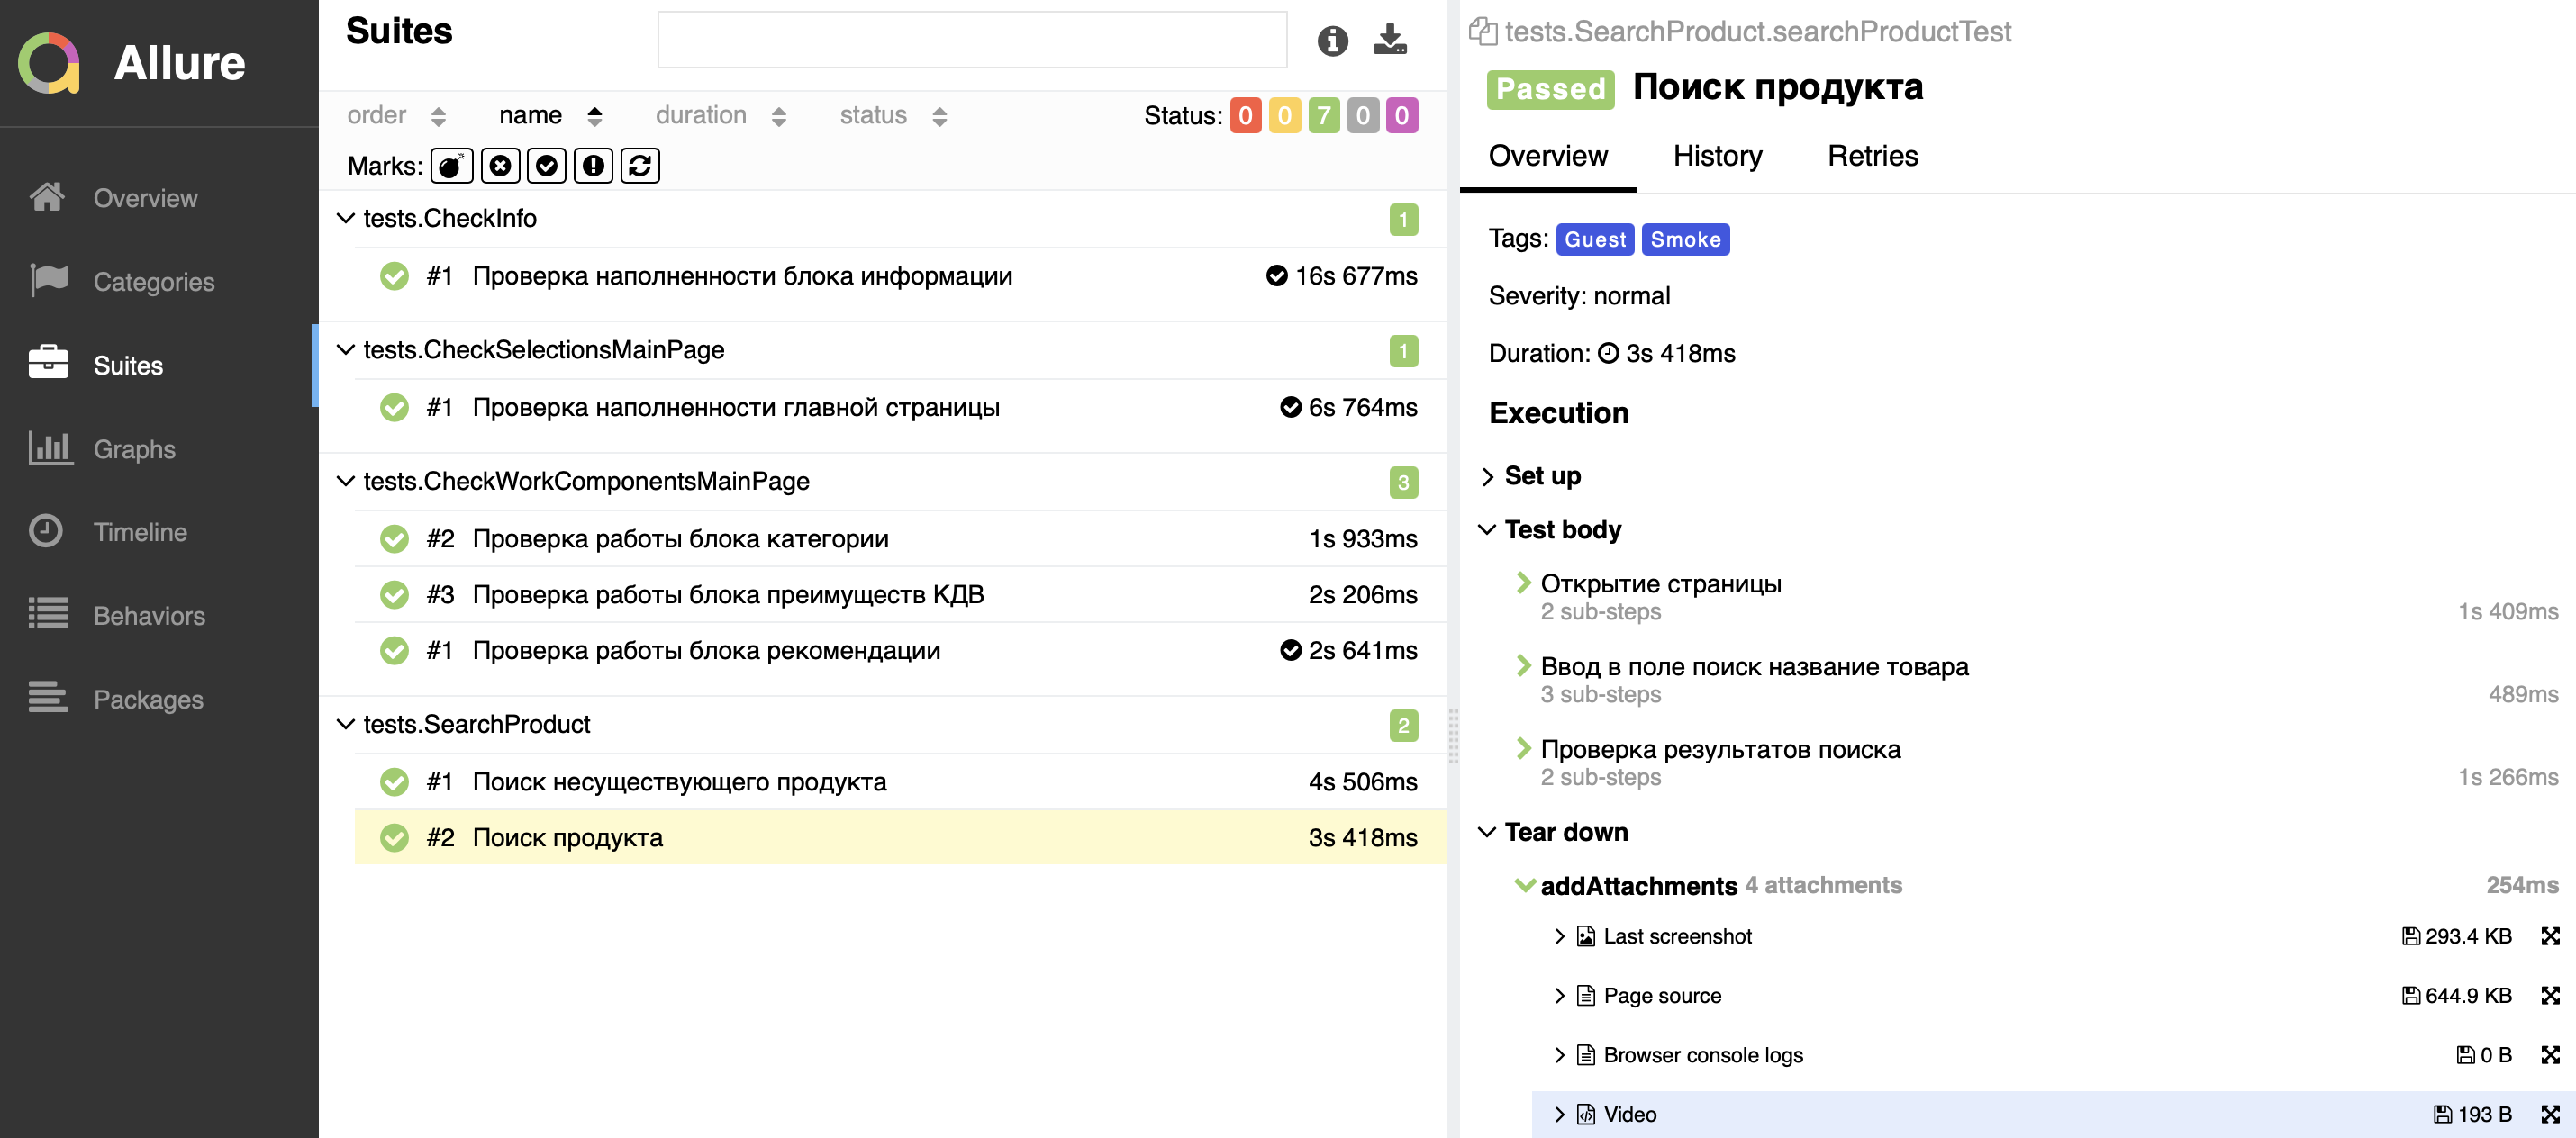 Allure
Overview
Categories
Suites
Graphs
Timeline
Behaviors
Packages
Suites
order name duration status Status: 0 0 7 0 0
Marks:
tests.CheckInfo 1
#1 Проверка наполненности блока информации 16s 677ms
tests.CheckSelectionsMainPage 1
#1 Проверка наполненности главной страницы 6s 764ms
tests.CheckWorkComponentsMainPage 3
#2 Проверка работы блока категории 1s 933ms
#3 Проверка работы блока преимуществ КДВ 2s 206ms
#1 Проверка работы блока рекомендации 2s 641ms
tests.SearchProduct 2
#1 Поиск несуществующего продукта 4s 506ms
#2 Поиск продукта 3s 418ms
tests.SearchProduct.searchProductTest
Passed Поиск продукта
Overview History Retries
Tags: Guest Smoke
Severity: normal
Duration: 3s 418ms
Execution
Set up
Test body
Открытие страницы
2 sub-steps 1s 409ms
Ввод в поле поиск название товара
3 sub-steps 489ms
Проверка результатов поиска
2 sub-steps 1s 266ms
Tear down
addAttachments 4 attachments 254ms
Last screenshot 293.4 KB
Page source 644.9 KB
Browser console logs 0 B
Video 193 B